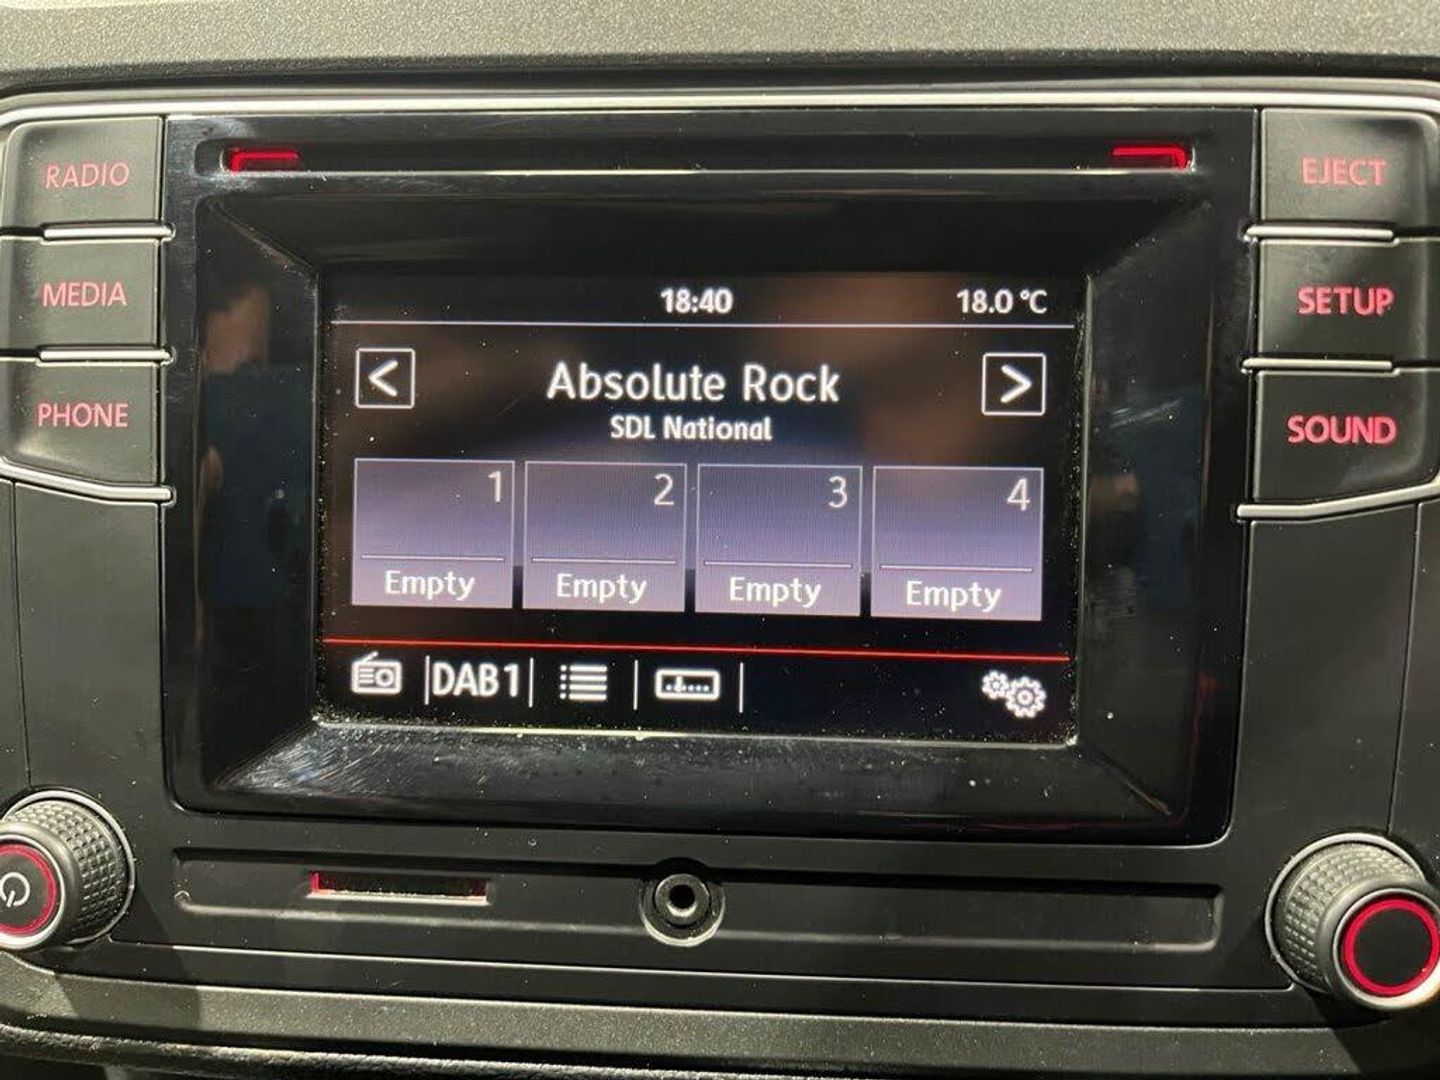 RADIO
MEDIA
PHONE
EJECT
SETUP
SOUND
18:40 18.0 °C
< Absolute Rock >
SDL National
1 2 3 4
Empty Empty Empty Empty
DAB1